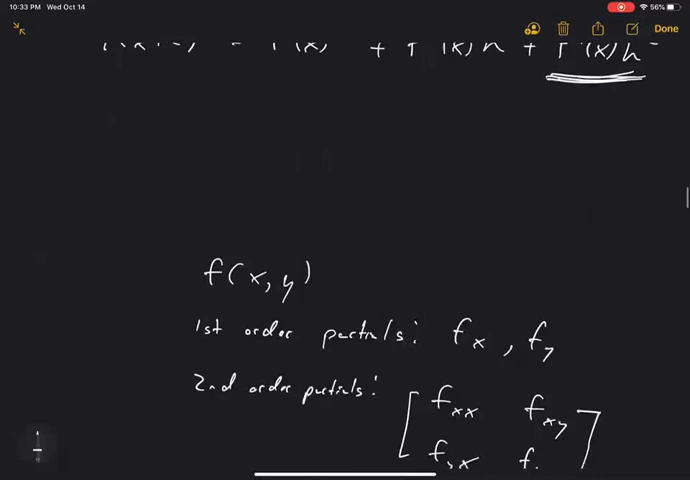 10:33 PM Wed Oct 14 56%
Done
f(x, y)
1st order partials: fx , fy
2nd order partials: fxx fxy
fyx f